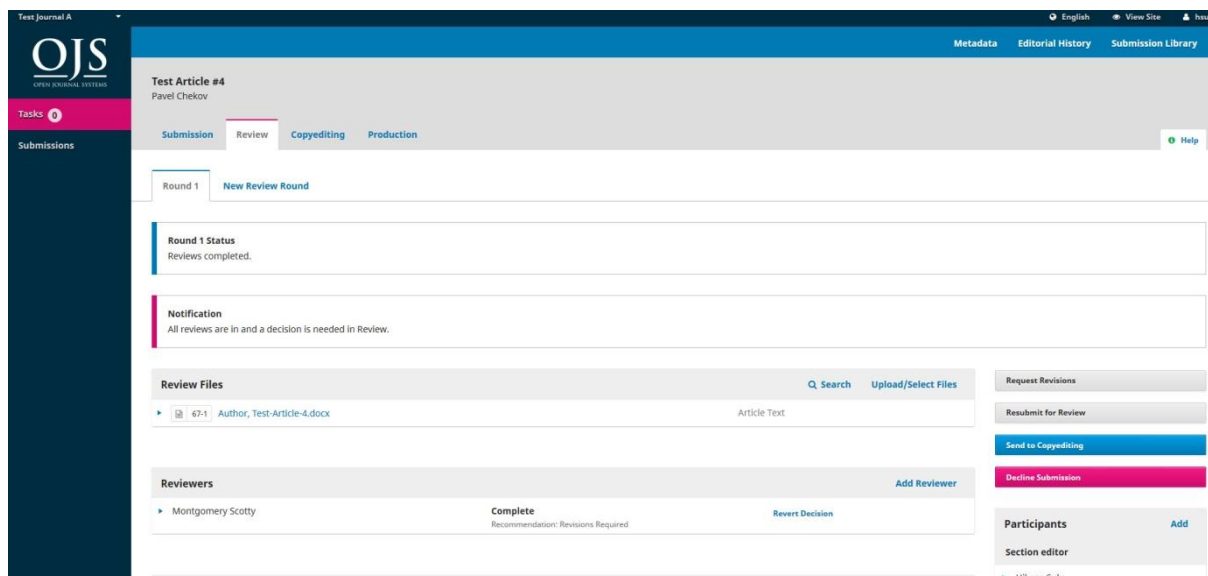 Test Journal A
English
View Site
OJS
OPEN JOURNAL SYSTEMS
Metadata
Editorial History
Submission Library
Tasks 0
Submissions
Test Article #4
Pavel Chekov
Submission
Review
Copyediting
Production
Help
Round 1
New Review Round
Round 1 Status
Reviews completed.
Notification
All reviews are in and a decision is needed in Review.
Review Files
Search
Upload/Select Files
67-1 Author, Test-Article-4.docx
Article Text
Request Revisions
Resubmit for Review
Send to Copyediting
Decline Submission
Reviewers
Add Reviewer
Montgomery Scotty
Complete
Recommendation: Revisions Required
Revert Decision
Participants
Add
Section editor